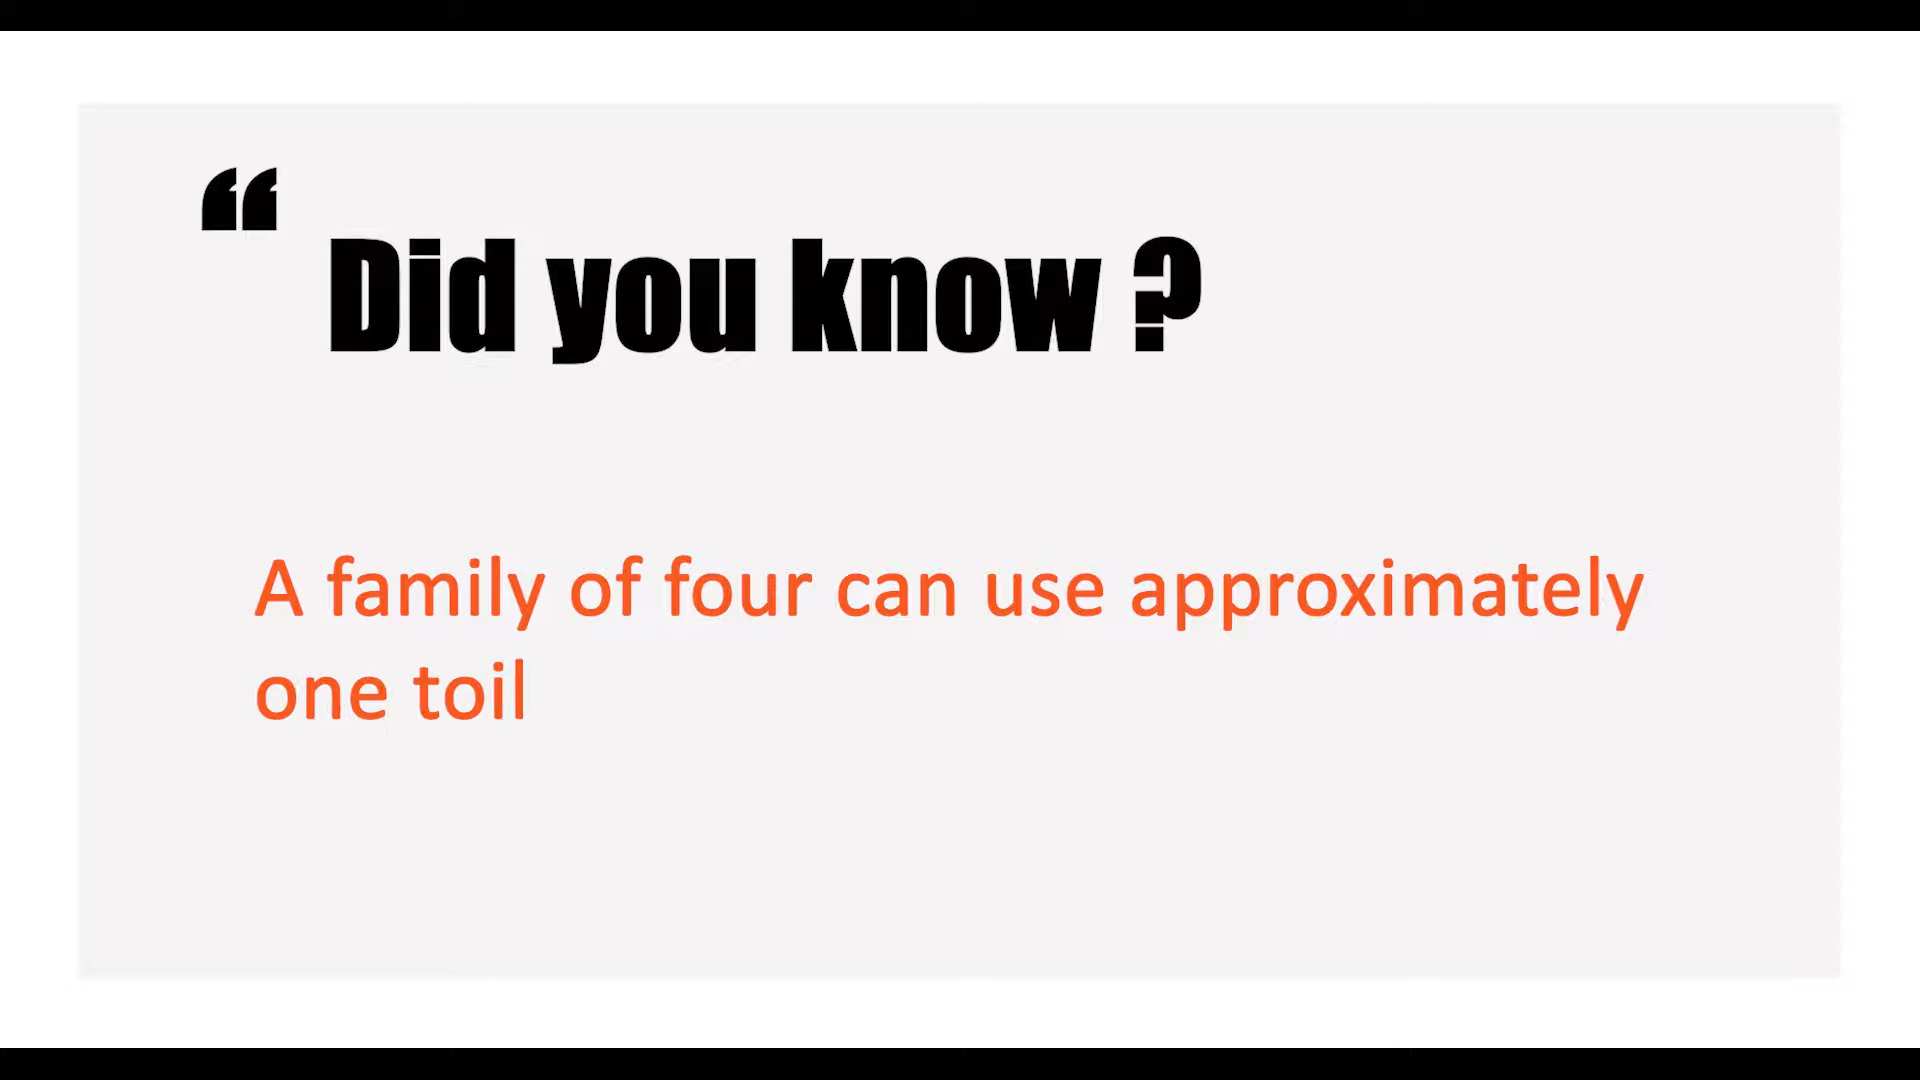 “
Did you know ?
A family of four can use approximately
one toil